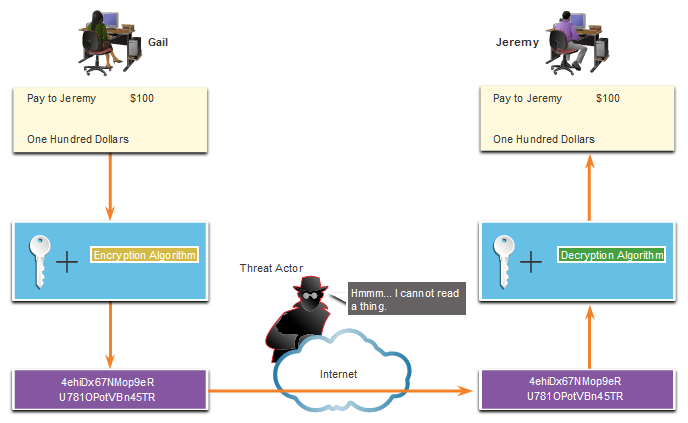 Gail
Jeremy
Pay to Jeremy $100
One Hundred Dollars
Pay to Jeremy $100
One Hundred Dollars
Encryption Algorithm
Decryption Algorithm
Threat Actor
Hmmm... I cannot read
a thing.
Internet
4ehiDx67NMop9eR
U781OPotVBn45TR
4ehiDx67NMop9eR
U781OPotVBn45TR